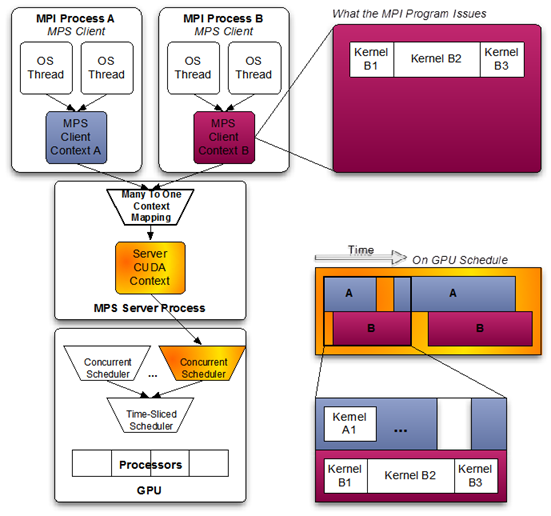 MPI Process A
MPS Client
OS
Thread
OS
Thread
MPS
Client
Context A
MPI Process B
MPS Client
OS
Thread
OS
Thread
MPS
Client
Context B
What the MPI Program Issues
Kernel
B1
Kernel B2
Kernel
B3
Many To One
Context
Mapping
Server
CUDA
Context
MPS Server Process
Concurrent
Scheduler
...
Concurrent
Scheduler
Time-Sliced
Scheduler
Processors
GPU
Time
On GPU Schedule
A
A
B
B
Kernel
A1
...
Kernel
B1
Kernel B2
Kernel
B3